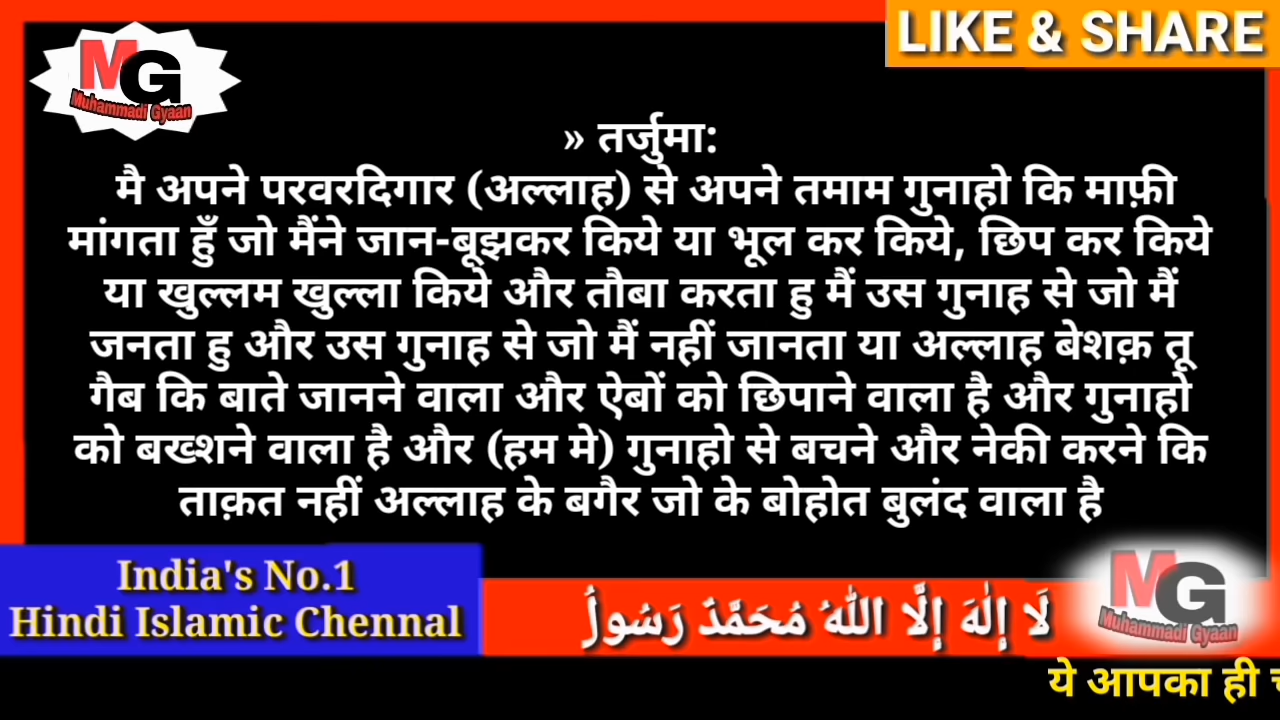 LIKE & SHARE
MG
Muhammadi Gyaan
» तर्जुमा:
मै अपने परवरदिगार (अल्लाह) से अपने तमाम गुनाहो कि माफ़ी
मांगता हुँ जो मैंने जान-बूझकर किये या भूल कर किये, छिप कर किये
या खुल्लम खुल्ला किये और तौबा करता हु मैं उस गुनाह से जो मैं
जनता हु और उस गुनाह से जो मैं नहीं जानता या अल्लाह बेशक़ तू
गैब कि बाते जानने वाला और ऐबों को छिपाने वाला है और गुनाहो
को बख्शने वाला है और (हम मे) गुनाहो से बचने और नेकी करने कि
ताक़त नहीं अल्लाह के बगैर जो के बोहोत बुलंद वाला है
India's No.1
Hindi Islamic Chennal
لَا إِلٰهَ إِلَّا اللهُ مُحَمَّدٌ رَسُولُ
MG
Muhammadi Gyaan
ये आपका ही